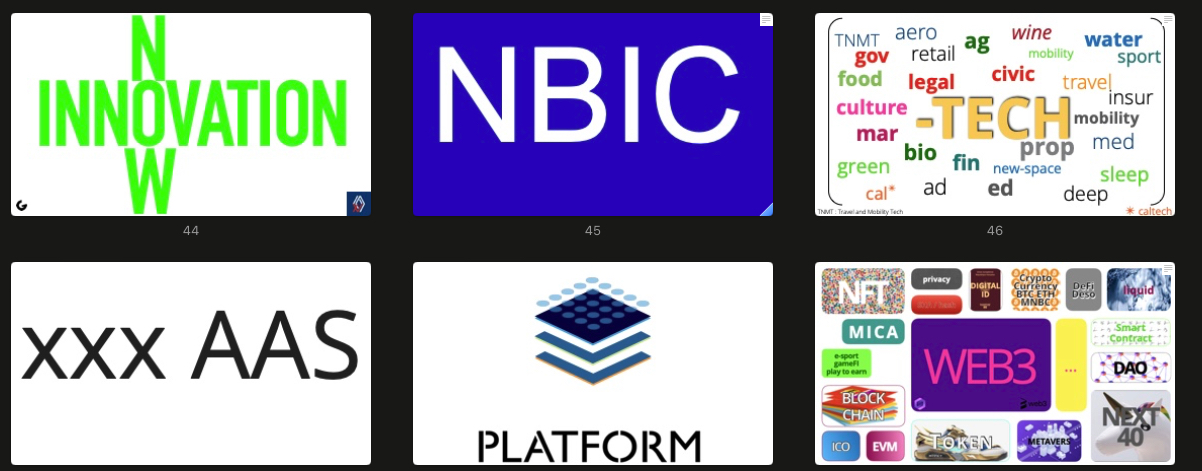 N
INNOVATION
W
44
NBIC
45
TNMT aero ag wine water
gov retail mobility sport
food legal civic travel
culture -TECH insur
mar mobility
bio prop med
green fin new-space sleep
cal* ad ed deep
TNMT : Travel and Mobility Tech
* caltech
46
xxx AAS
PLATFORM
NFT
privacy
DIGITAL
ID
Crypto
Currency
BTC ETH
MNBC
DeFi
Deso
liquid
MICA
WEB3
web3
...
Smart
Contract
e-sport
gameFI
play to earn
DAO
BLOCK
CHAIN
NEXT
40
ICO
EVM
TOKEN
METAVERS